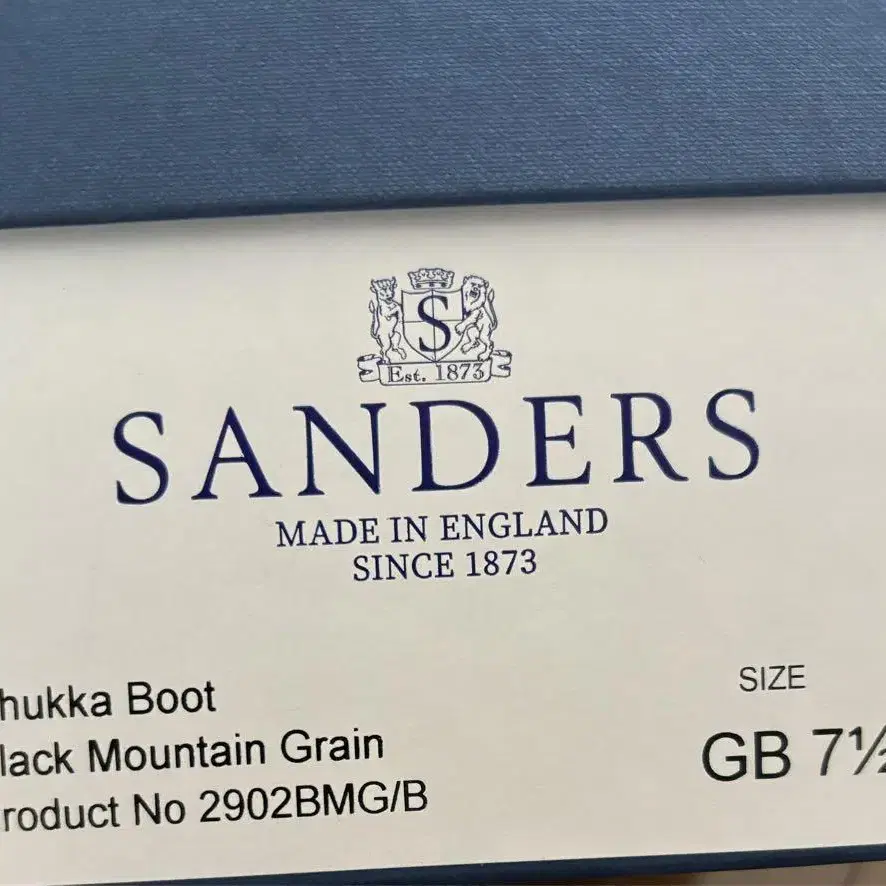 S
Est. 1873
SANDERS
MADE IN ENGLAND
SINCE 1873
hukka Boot
lack Mountain Grain
roduct No 2902BMG/B
SIZE
GB 7½